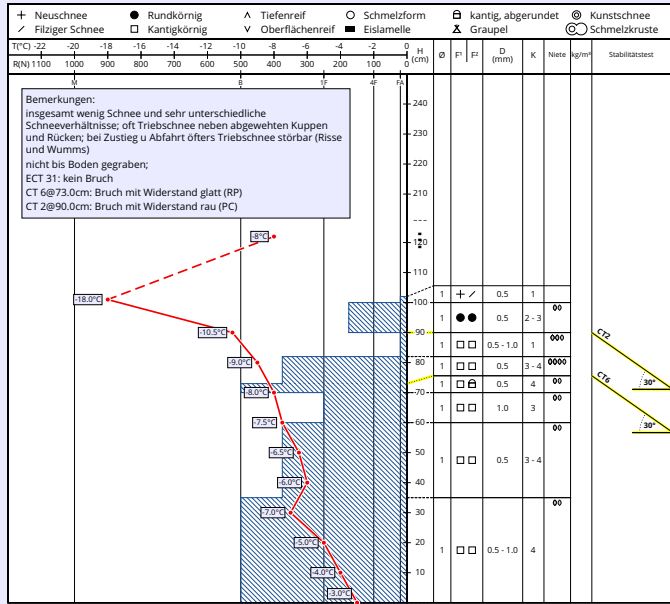 Neuschnee Rundkörnig Tiefenreif Schmelzform kantig, abgerundet Kunstschnee
Filziger Schnee Kantigkörnig Oberflächenreif Eislamelle Graupel Schmelzkruste
T(°C) -22 -20 -18 -16 -14 -12 -10 -8 -6 -4 -2 0
R(N) 1100 1000 900 800 700 600 500 400 300 200 100 0
H (cm) Ø F¹ F² D (mm) K Niete kg/m³ Stabilitätstest
M B 1F 4F FA
Bemerkungen:
insgesamt wenig Schnee und sehr unterschiedliche
Schneeverhältnisse; oft Triebschnee neben abgewehten Kuppen
und Rücken; bei Zustieg u Abfahrt öfters Triebschnee störbar (Risse
und Wumms)
nicht bis Boden gegraben;
ECT 31: kein Bruch
CT 6@73.0cm: Bruch mit Widerstand glatt (RP)
CT 2@90.0cm: Bruch mit Widerstand rau (PC)
240
230
220
210
120
110
100
90
80
70
60
50
40
30
20
10
-8°C
-18.0°C
-10.5°C
-9.0°C
-8.0°C
-7.5°C
-6.5°C
-6.0°C
-7.0°C
-5.0°C
-4.0°C
-3.0°C
1 0.5 1
1 0.5 2 - 3
1 0.5 - 1.0 1
1 0.5 3 - 4
1 0.5 4
1 1.0 3
1 0.5 3 - 4
1 0.5 - 1.0 4
CT2
30°
CT6
30°